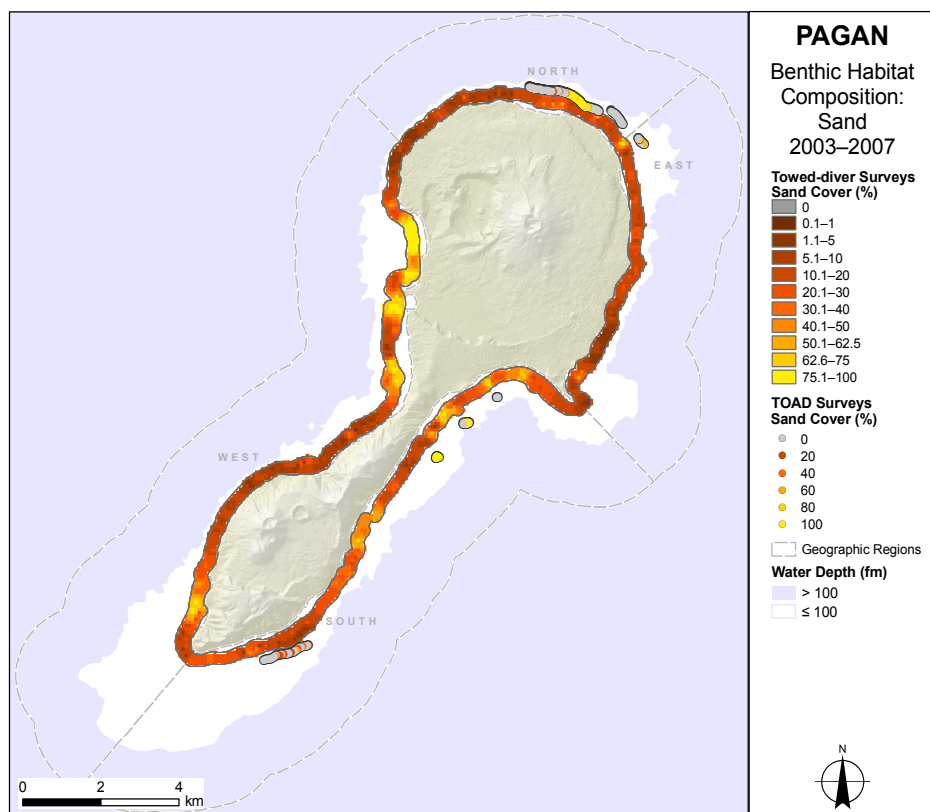 PAGAN
Benthic Habitat
Composition:
Sand
2003–2007
Towed-diver Surveys
Sand Cover (%)
0
0.1–1
1.1–5
5.1–10
10.1–20
20.1–30
30.1–40
40.1–50
50.1–62.5
62.6–75
75.1–100
TOAD Surveys
Sand Cover (%)
0
20
40
60
80
100
Geographic Regions
Water Depth (fm)
> 100
≤ 100
N
NORTH
EAST
WEST
SOUTH
0 2 4
km